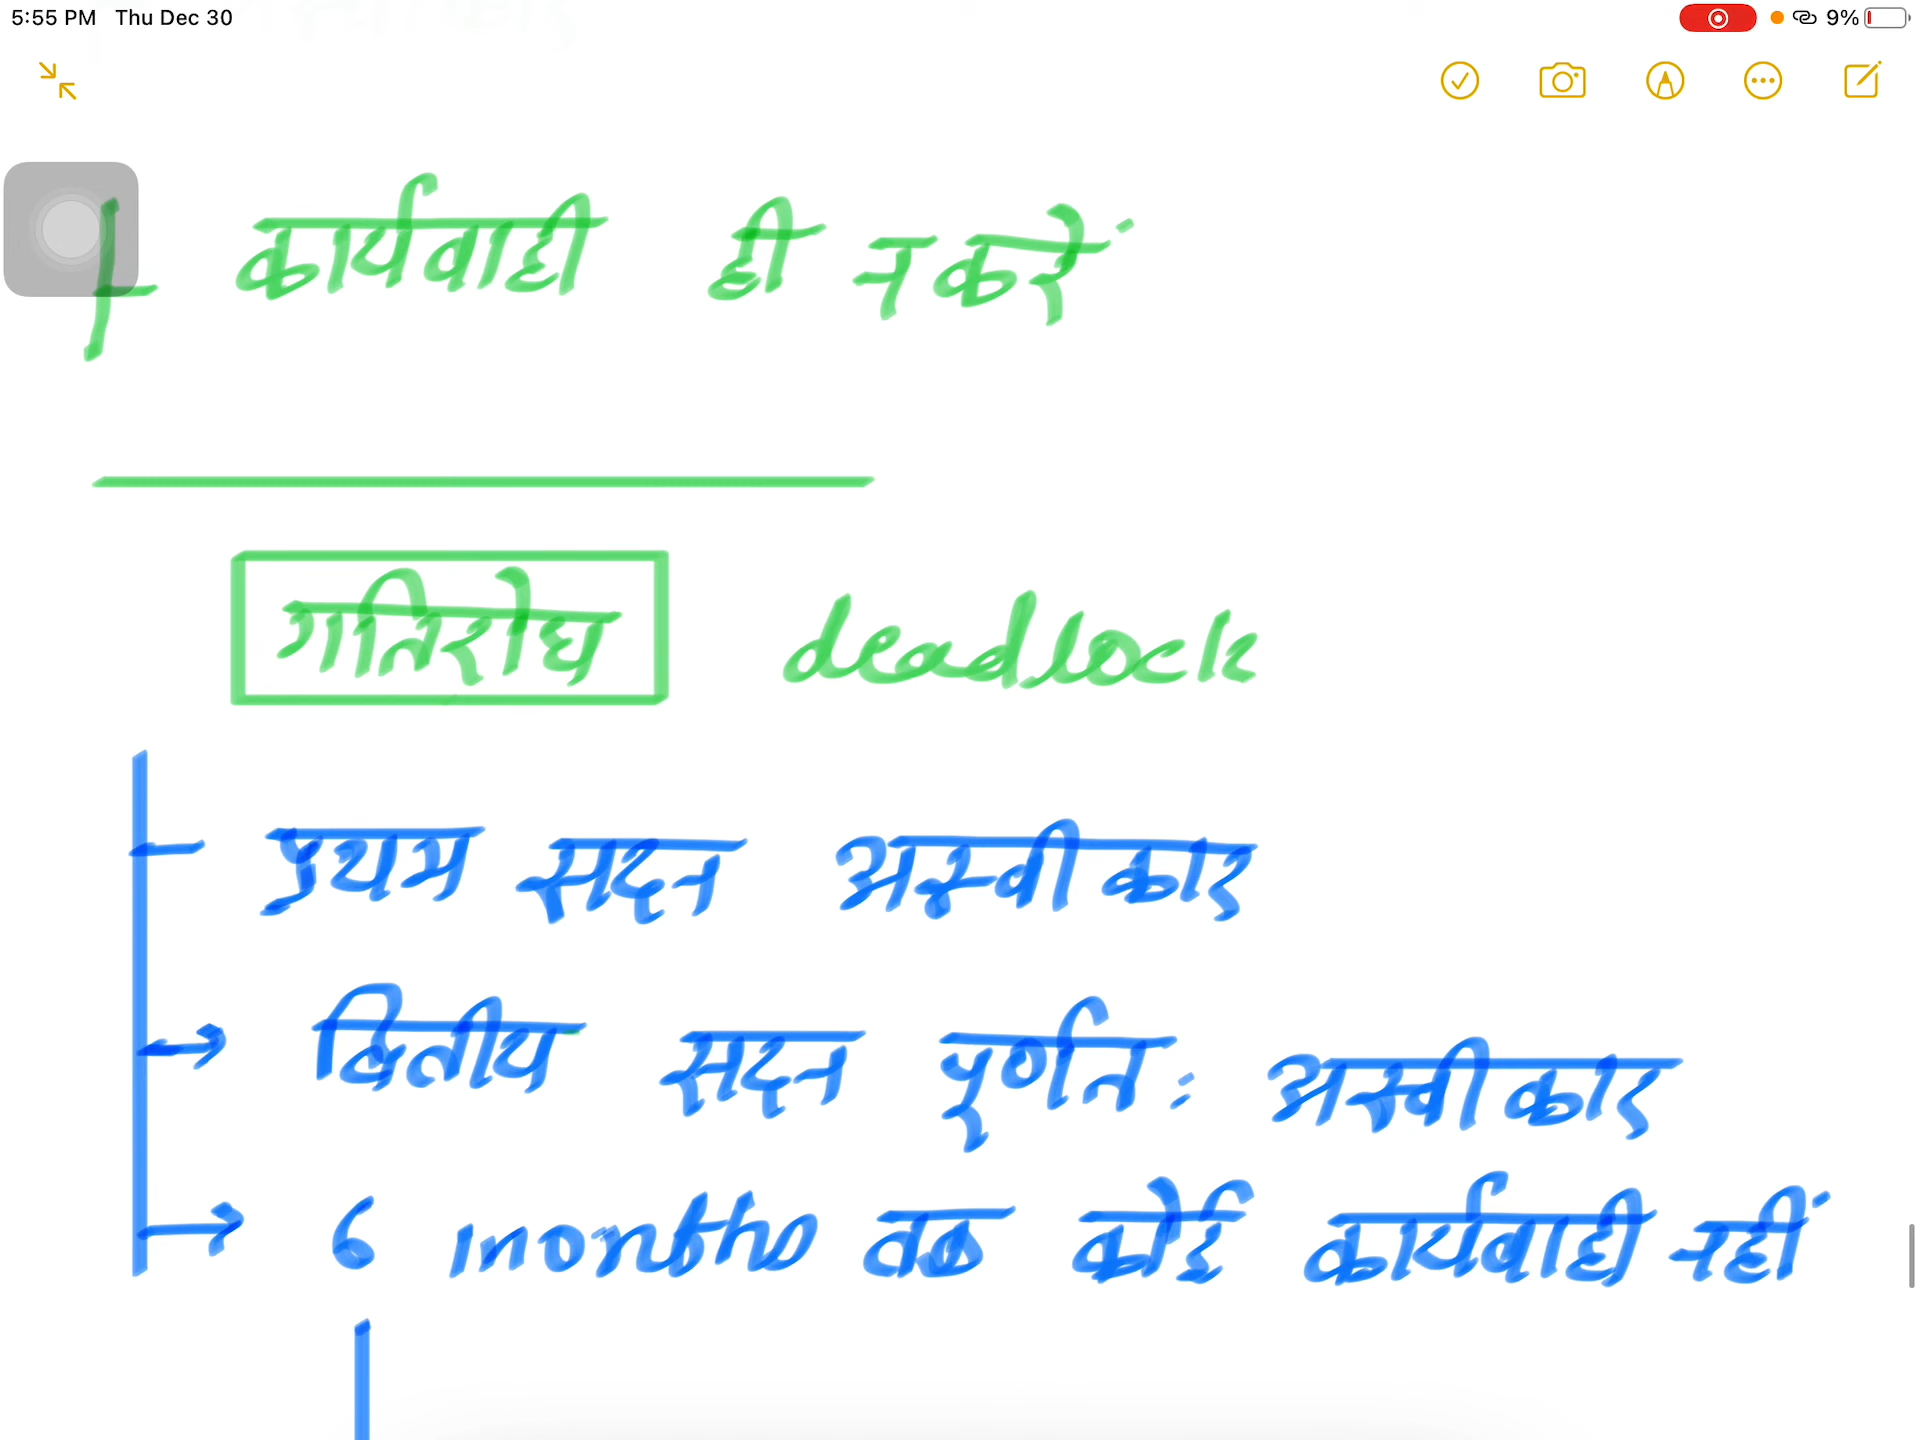 5:55 PM Thu Dec 30 9%
कार्यवाही ही न करें
गतिरोध deadlock
प्रथम सदन अस्वीकार
द्वितीय सदन पूर्णत: अस्वीकार
6 months तक कोई कार्यवाही नहीं